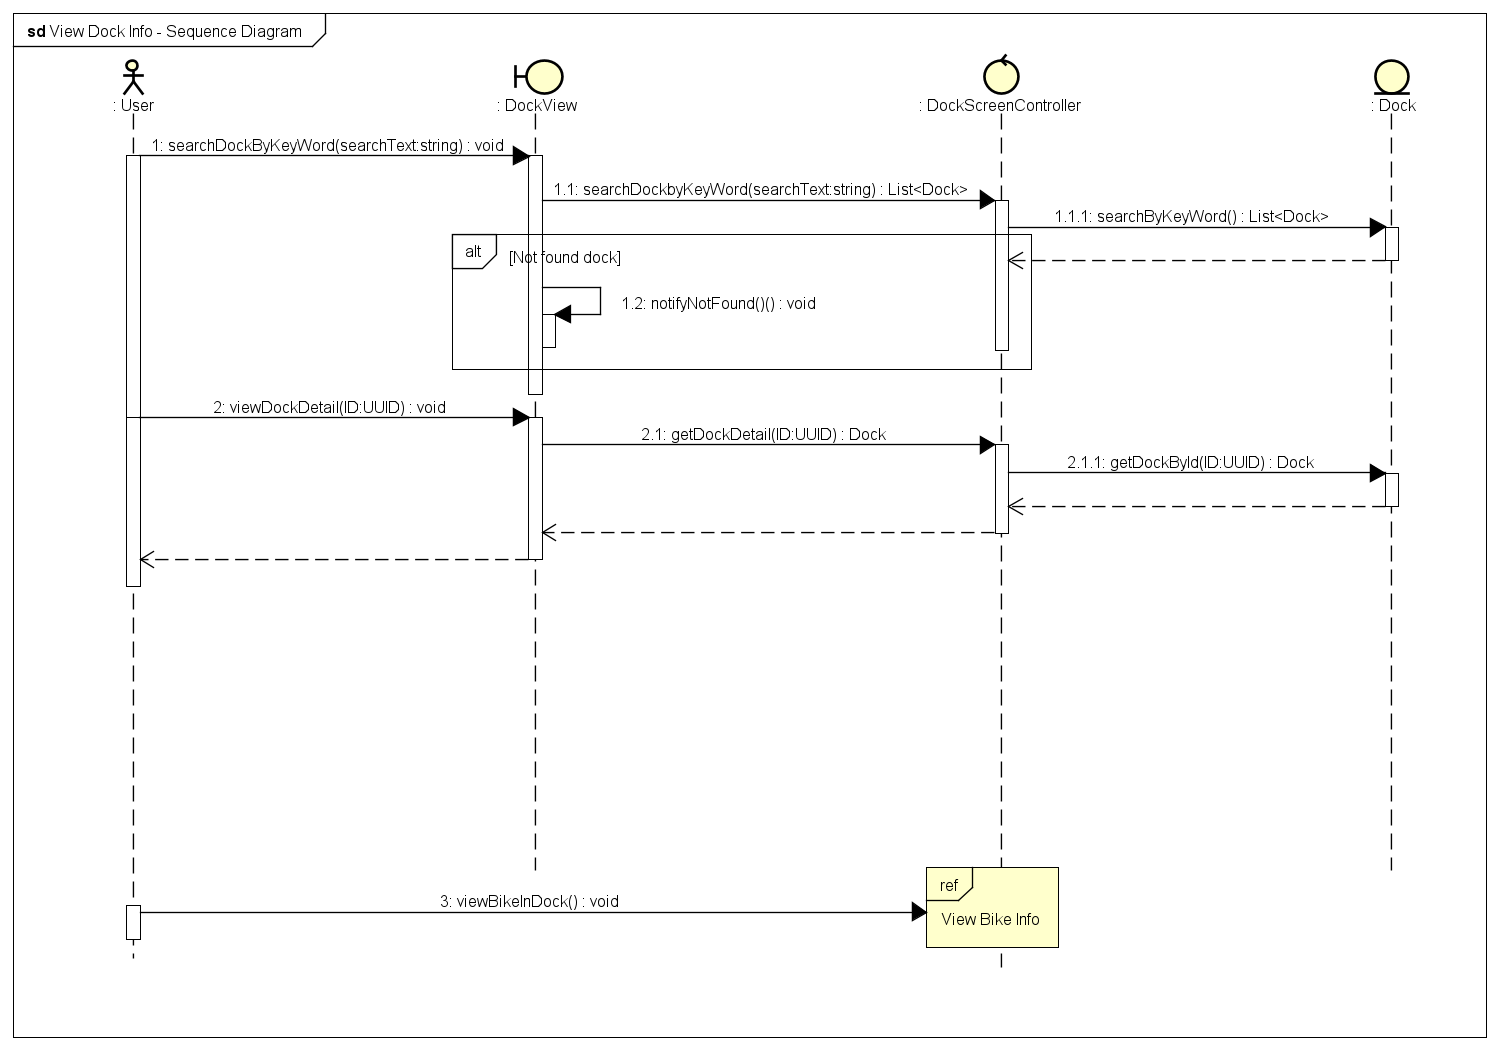 sd View Dock Info - Sequence Diagram
: User
: DockView
: DockScreenController
: Dock
1: searchDockByKeyWord(searchText:string) : void
1.1: searchDockbyKeyWord(searchText:string) : List<Dock>
1.1.1: searchByKeyWord() : List<Dock>
alt
[Not found dock]
1.2: notifyNotFound()() : void
2: viewDockDetail(ID:UUID) : void
2.1: getDockDetail(ID:UUID) : Dock
2.1.1: getDockById(ID:UUID) : Dock
ref
3: viewBikeInDock() : void
View Bike Info